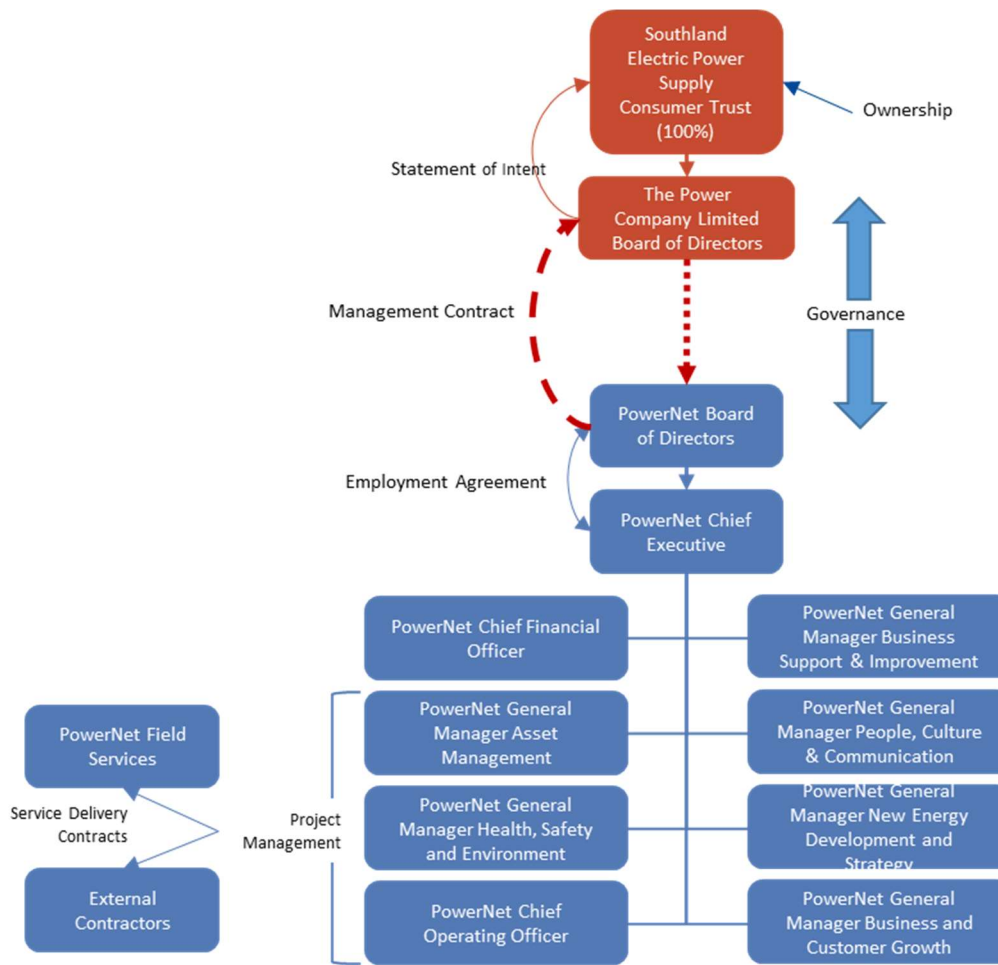 Southland
Electric Power
Supply
Consumer Trust
(100%)
Ownership
Statement of Intent
The Power
Company Limited
Board of Directors
Management Contract
Governance
PowerNet Board
of Directors
Employment Agreement
PowerNet Chief
Executive
PowerNet Chief Financial
Officer
PowerNet General
Manager Business
Support & Improvement
PowerNet General
Manager Asset
Management
PowerNet General
Manager People, Culture
& Communication
PowerNet Field
Services
Service Delivery
Contracts
Project
Management
PowerNet General
Manager Health, Safety
and Environment
PowerNet General
Manager New Energy
Development and
Strategy
External
Contractors
PowerNet Chief
Operating Officer
PowerNet General
Manager Business and
Customer Growth